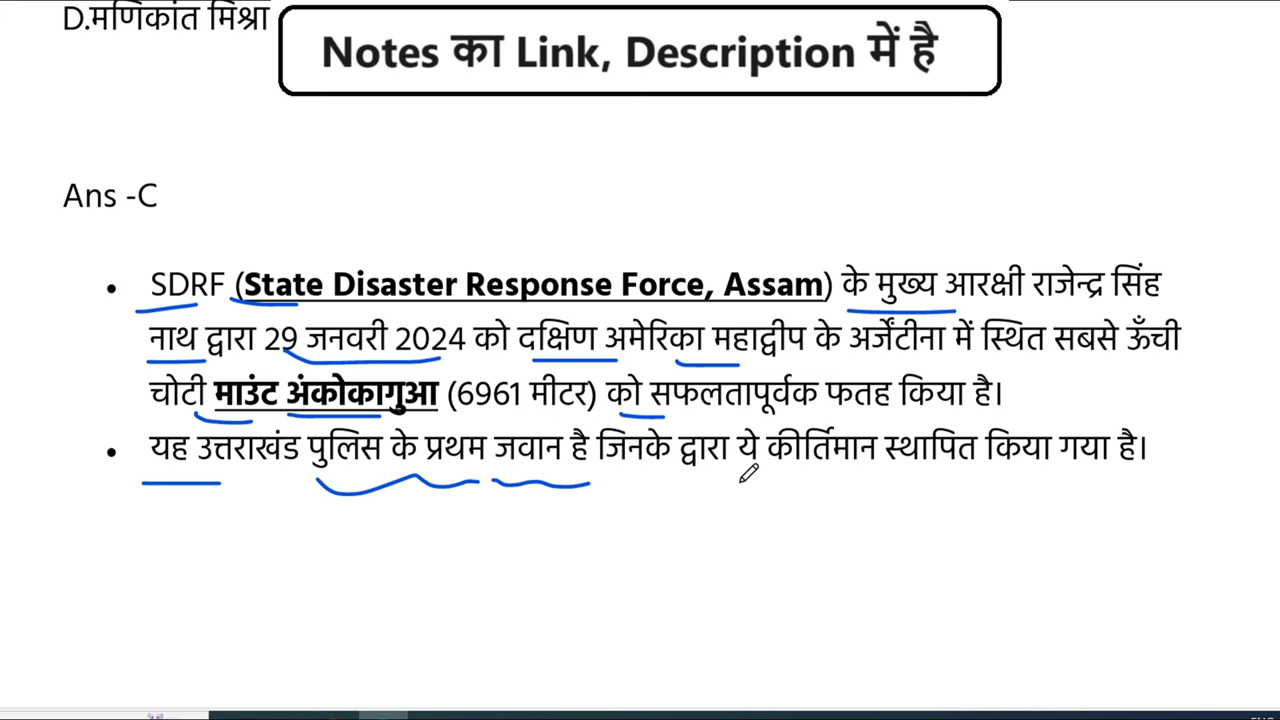 D.मणिकांत मिश्रा
Notes का Link, Description में है
Ans -C
• SDRF (State Disaster Response Force, Assam) के मुख्य आरक्षी राजेन्द्र सिंह
नाथ द्वारा 29 जनवरी 2024 को दक्षिण अमेरिका महाद्वीप के अर्जेंटीना में स्थित सबसे ऊँची
चोटी माउंट अंकोकागुआ (6961 मीटर) को सफलतापूर्वक फतह किया है।
• यह उत्तराखंड पुलिस के प्रथम जवान है जिनके द्वारा ये कीर्तिमान स्थापित किया गया है।